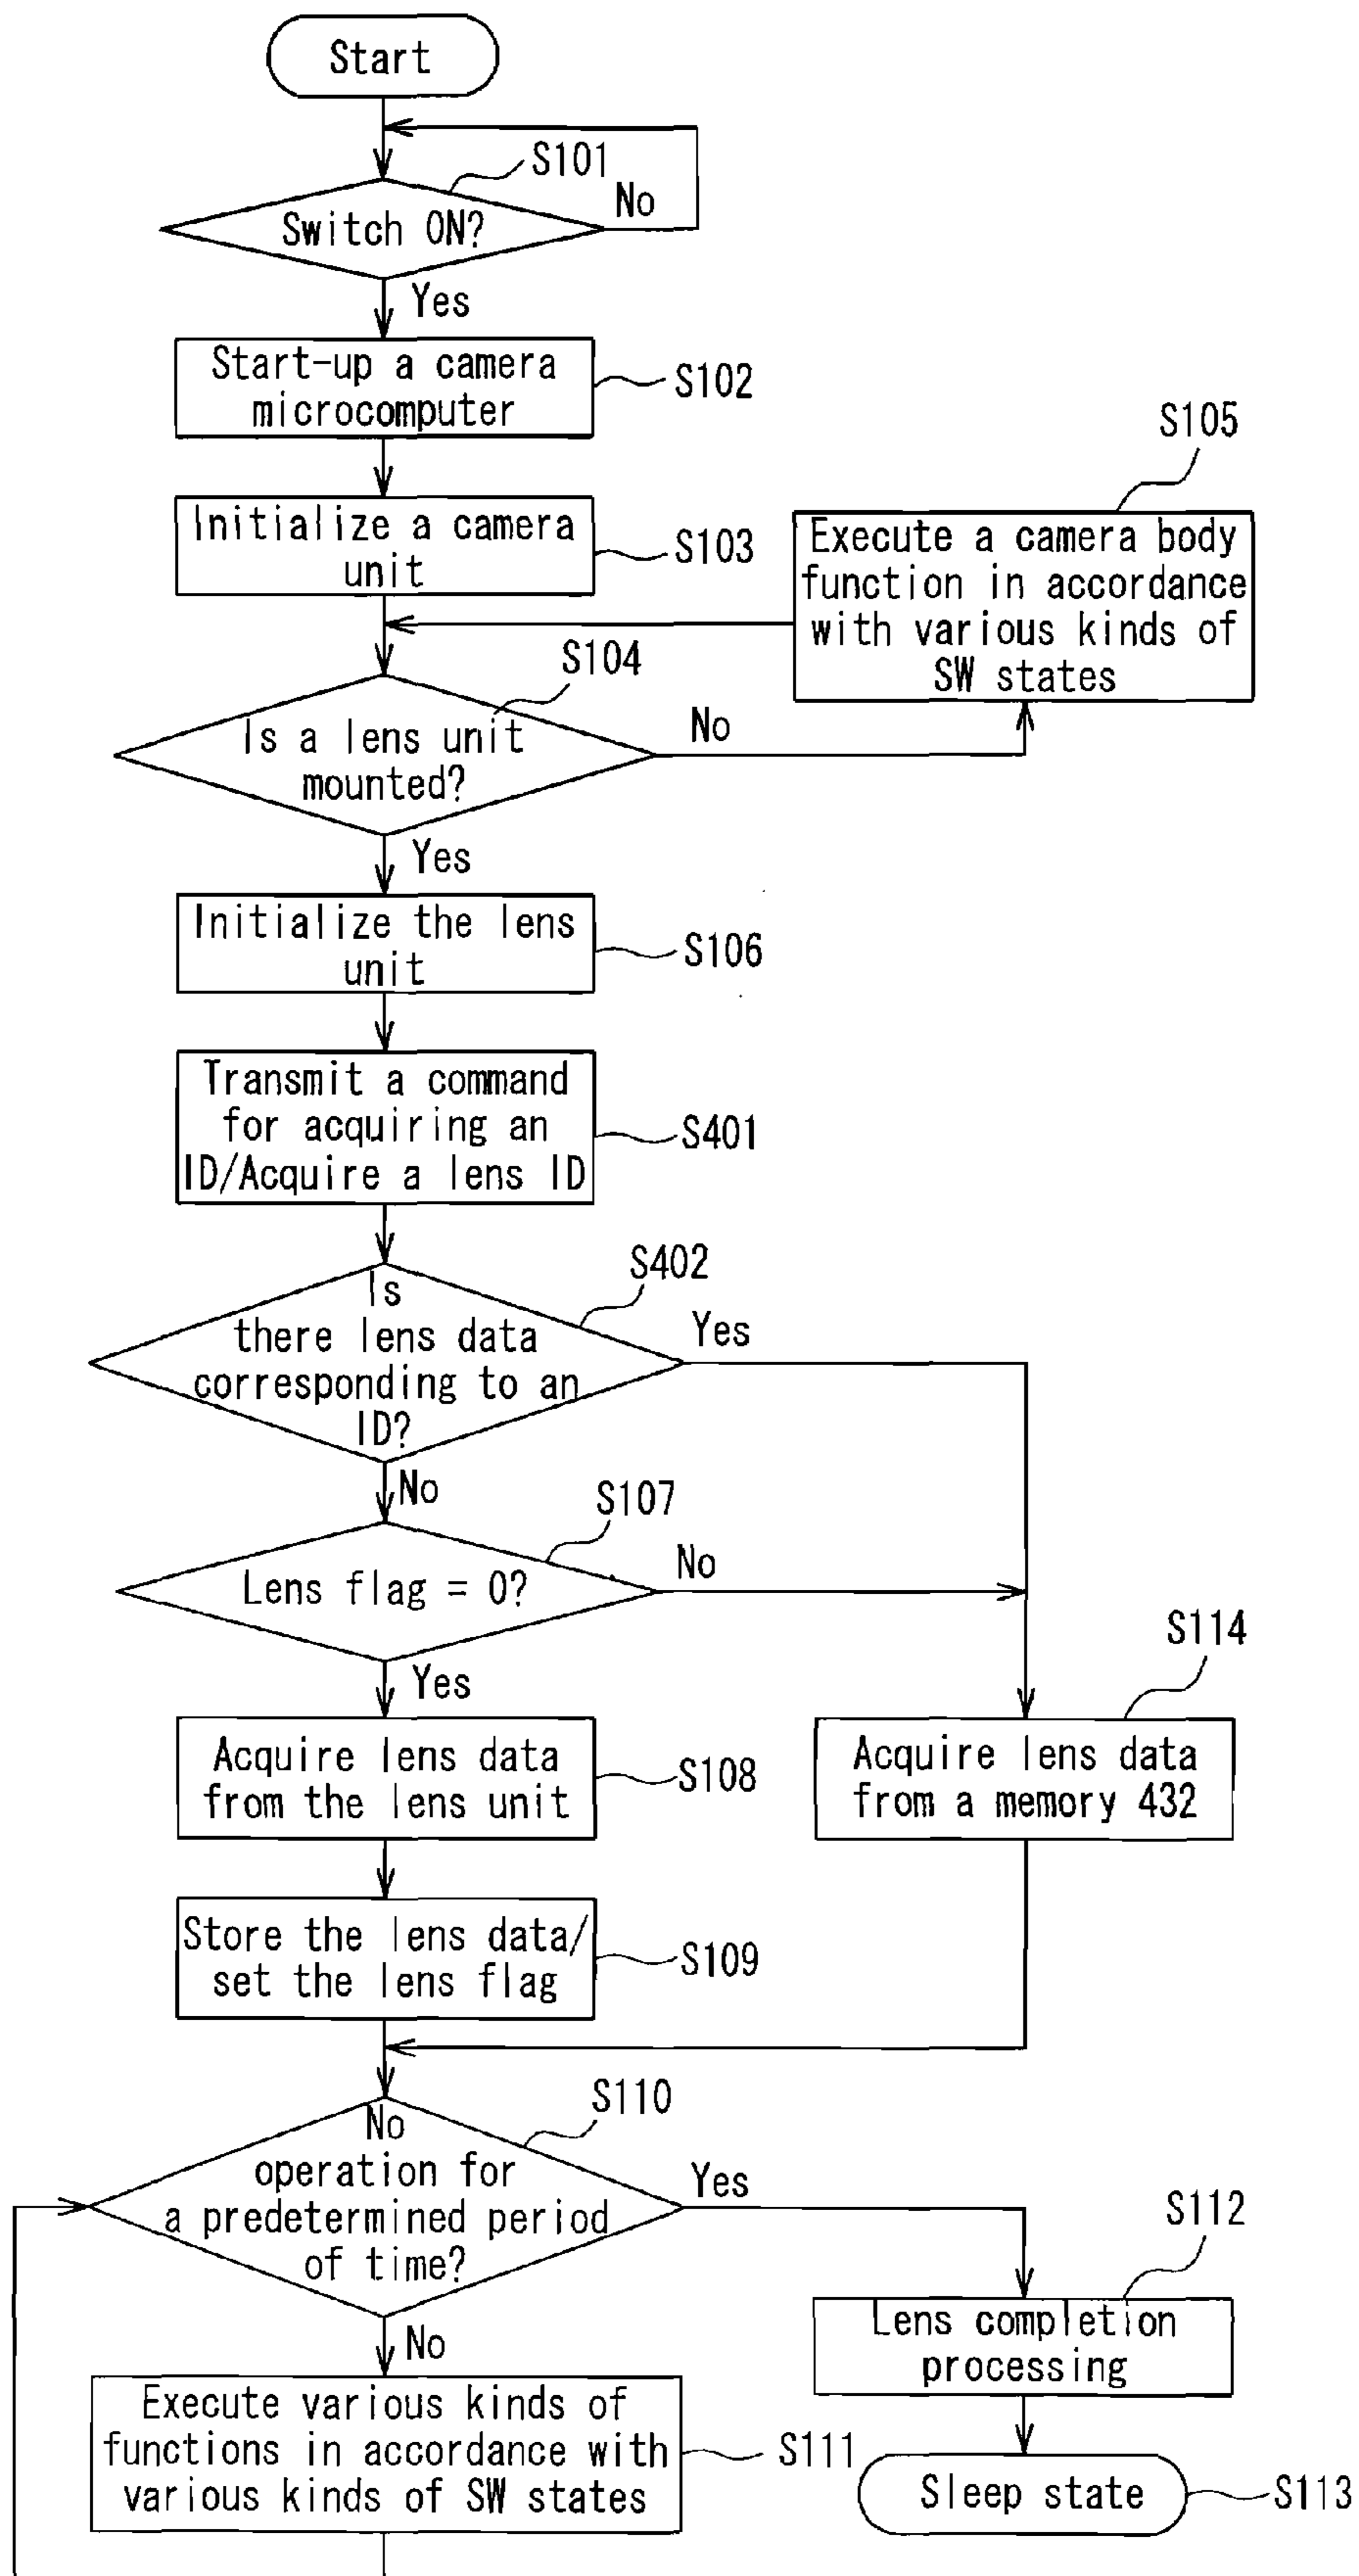 Start
S101
No
Switch ON?
Yes
Start-up a camera
microcomputer
S102
Initialize a camera
unit
S103
S105
Execute a camera body
function in accordance
with various kinds of
SW states
S104
Is a lens unit
mounted?
No
Yes
Initialize the lens
unit
S106
Transmit a command
for acquiring an
ID/Acquire a lens ID
S401
S402
Is
there lens data
corresponding to an
ID?
Yes
No
S107
Lens flag = 0?
No
Yes
S114
Acquire lens data
from the lens unit
S108
Acquire lens data
from a memory 432
Store the lens data/
set the lens flag
S109
S110
No
operation for
a predetermined period
of time?
Yes
No
S112
Lens completion
processing
Execute various kinds of
functions in accordance with
various kinds of SW states
S111
Sleep state
S113